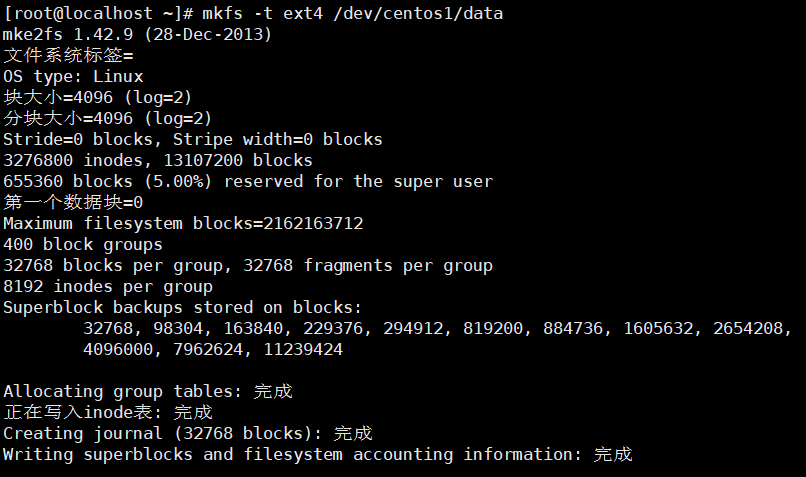 [root@localhost ~]# mkfs -t ext4 /dev/centos1/data
mke2fs 1.42.9 (28-Dec-2013)
文件系统标签=
OS type: Linux
块大小=4096 (log=2)
分块大小=4096 (log=2)
Stride=0 blocks, Stripe width=0 blocks
3276800 inodes, 13107200 blocks
655360 blocks (5.00%) reserved for the super user
第一个数据块=0
Maximum filesystem blocks=2162163712
400 block groups
32768 blocks per group, 32768 fragments per group
8192 inodes per group
Superblock backups stored on blocks:
        32768, 98304, 163840, 229376, 294912, 819200, 884736, 1605632, 2654208,
        4096000, 7962624, 11239424
Allocating group tables: 完成
正在写入inode表: 完成
Creating journal (32768 blocks): 完成
Writing superblocks and filesystem accounting information: 完成